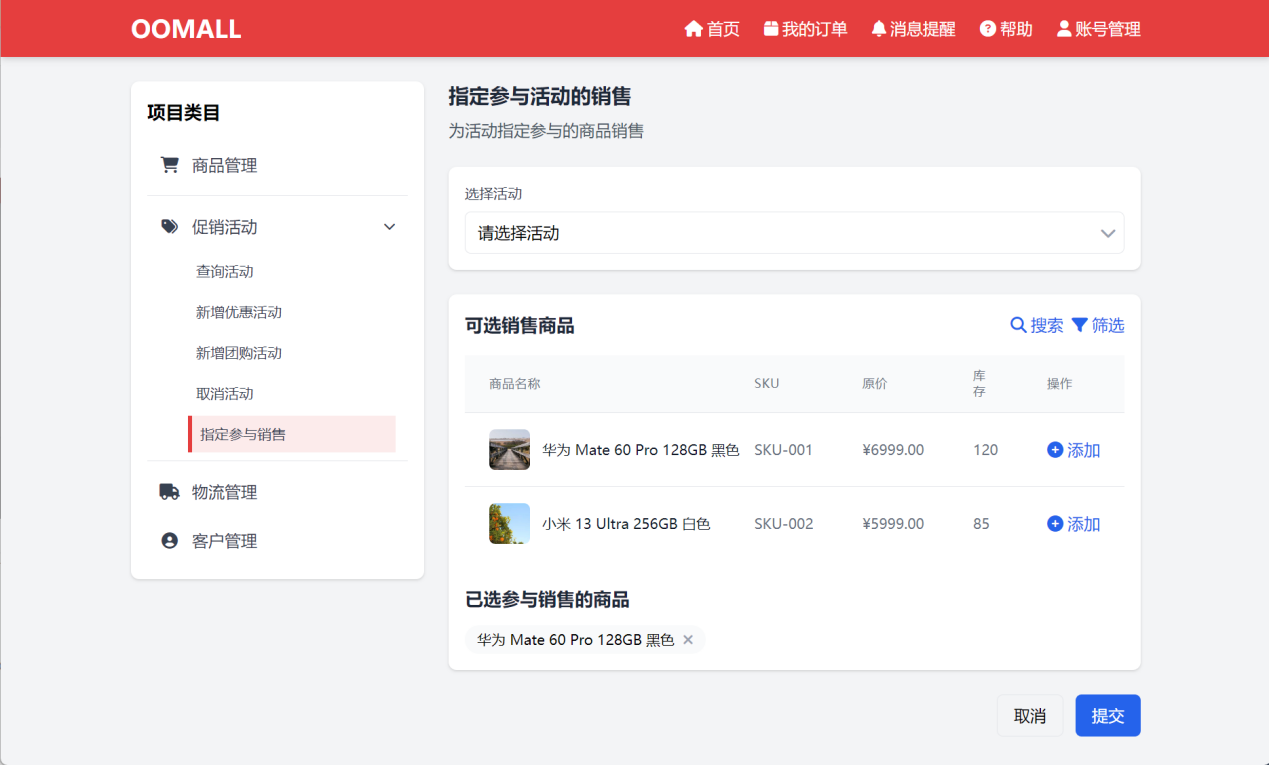 OOMALL
首页 我的订单 消息提醒 帮助 账号管理
项目类目
商品管理
促销活动
查询活动
新增优惠活动
新增团购活动
取消活动
指定参与销售
物流管理
客户管理
指定参与活动的销售
为活动指定参与的商品销售
选择活动
请选择活动
可选销售商品
搜索 筛选
商品名称 SKU 原价 库存 操作
华为 Mate 60 Pro 128GB 黑色 SKU-001 ¥6999.00 120 添加
小米 13 Ultra 256GB 白色 SKU-002 ¥5999.00 85 添加
已选参与销售的商品
华为 Mate 60 Pro 128GB 黑色 ×
取消 提交